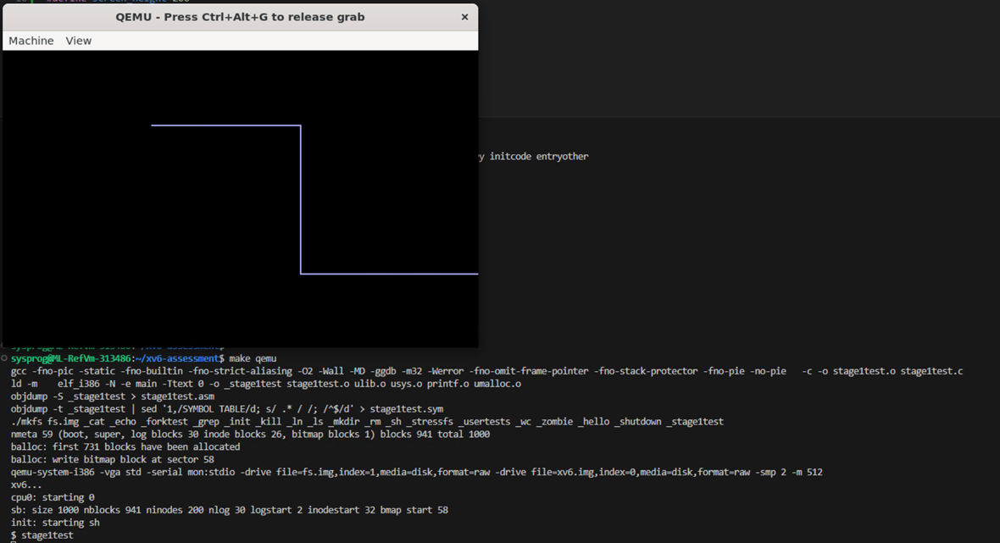 QEMU - Press Ctrl+Alt+G to release grab ×
Machine View
y initcode entryother
sysprog@ML-RefVm-313486:~/xv6-assessment$
sysprog@ML-RefVm-313486:~/xv6-assessment$ make qemu
gcc -fno-pic -static -fno-builtin -fno-strict-aliasing -O2 -Wall -MD -ggdb -m32 -Werror -fno-omit-frame-pointer -fno-stack-protector -fno-pie -no-pie -c -o stage1test.o stage1test.c
ld -m elf_i386 -N -e main -Ttext 0 -o _stage1test stage1test.o ulib.o usys.o printf.o umalloc.o
objdump -S _stage1test > stage1test.asm
objdump -t _stage1test | sed '1,/SYMBOL TABLE/d; s/ .* / /; /^$/d' > stage1test.sym
./mkfs fs.img _cat _echo _forktest _grep _init _kill _ln _ls _mkdir _rm _sh _stressfs _usertests _wc _zombie _hello _shutdown _stage1test
nmeta 59 (boot, super, log blocks 30 inode blocks 26, bitmap blocks 1) blocks 941 total 1000
balloc: first 731 blocks have been allocated
balloc: write bitmap block at sector 58
qemu-system-i386 -vga std -serial mon:stdio -drive file=fs.img,index=1,media=disk,format=raw -drive file=xv6.img,index=0,media=disk,format=raw -smp 2 -m 512
xv6...
cpu0: starting 0
sb: size 1000 nblocks 941 ninodes 200 nlog 30 logstart 2 inodestart 32 bmap start 58
init: starting sh
$ stage1test